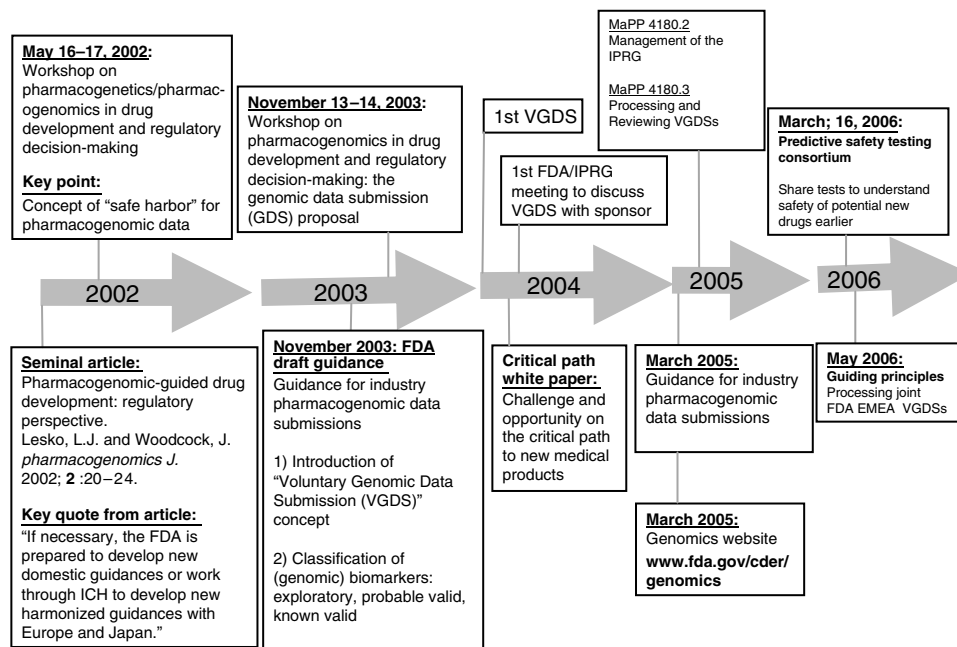 May 16–17, 2002:
Workshop on
pharmacogenetics/pharmac-
ogenomics in drug
development and regulatory
decision-making
Key point:
Concept of “safe harbor” for
pharmacogenomic data
November 13–14, 2003:
Workshop on
pharmacogenomics in drug
development and regulatory
decision-making: the
genomic data submission
(GDS) proposal
1st VGDS
1st FDA/IPRG
meeting to discuss
VGDS with sponsor
MaPP 4180.2
Management of the
IPRG
MaPP 4180.3
Processing and
Reviewing VGDSs
March; 16, 2006:
Predictive safety testing
consortium
Share tests to understand
safety of potential new
drugs earlier
2002
2003
2004
2005
2006
Seminal article:
Pharmacogenomic-guided drug
development: regulatory
perspective.
Lesko, L.J. and Woodcock, J.
pharmacogenomics J.
2002; 2 :20–24.
Key quote from article:
“If necessary, the FDA is
prepared to develop new
domestic guidances or work
through ICH to develop new
harmonized guidances with
Europe and Japan.”
November 2003: FDA
draft guidance
Guidance for industry
pharmacogenomic data
submissions
1) Introduction of
“Voluntary Genomic Data
Submission (VGDS)”
concept
2) Classification of
(genomic) biomarkers:
exploratory, probable valid,
known valid
Critical path
white paper:
Challenge and
opportunity on
the critical path
to new medical
products
March 2005:
Guidance for industry
pharmacogenomic
data submissions
March 2005:
Genomics website
www.fda.gov/cder/
genomics
May 2006:
Guiding principles
Processing joint
FDA EMEA VGDSs